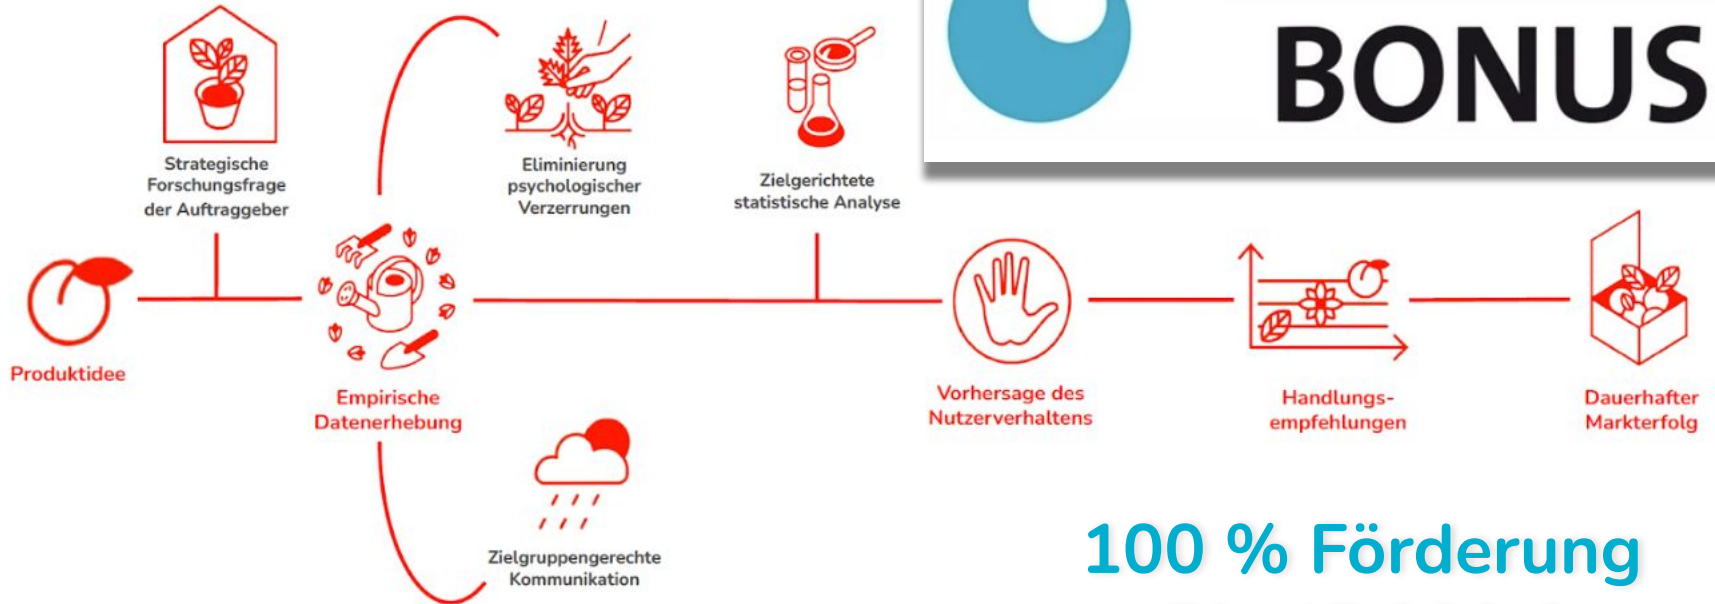 BONUS
Strategische
Forschungsfrage
der Auftraggeber
Eliminierung
psychologischer
Verzerrungen
Zielgerichtete
statistische Analyse
Produktidee
Empirische
Datenerhebung
Vorhersage des
Nutzerverhaltens
Handlungs-
empfehlungen
Dauerhafter
Markterfolg
Zielgruppengerechte
Kommunikation
100 % Förderung